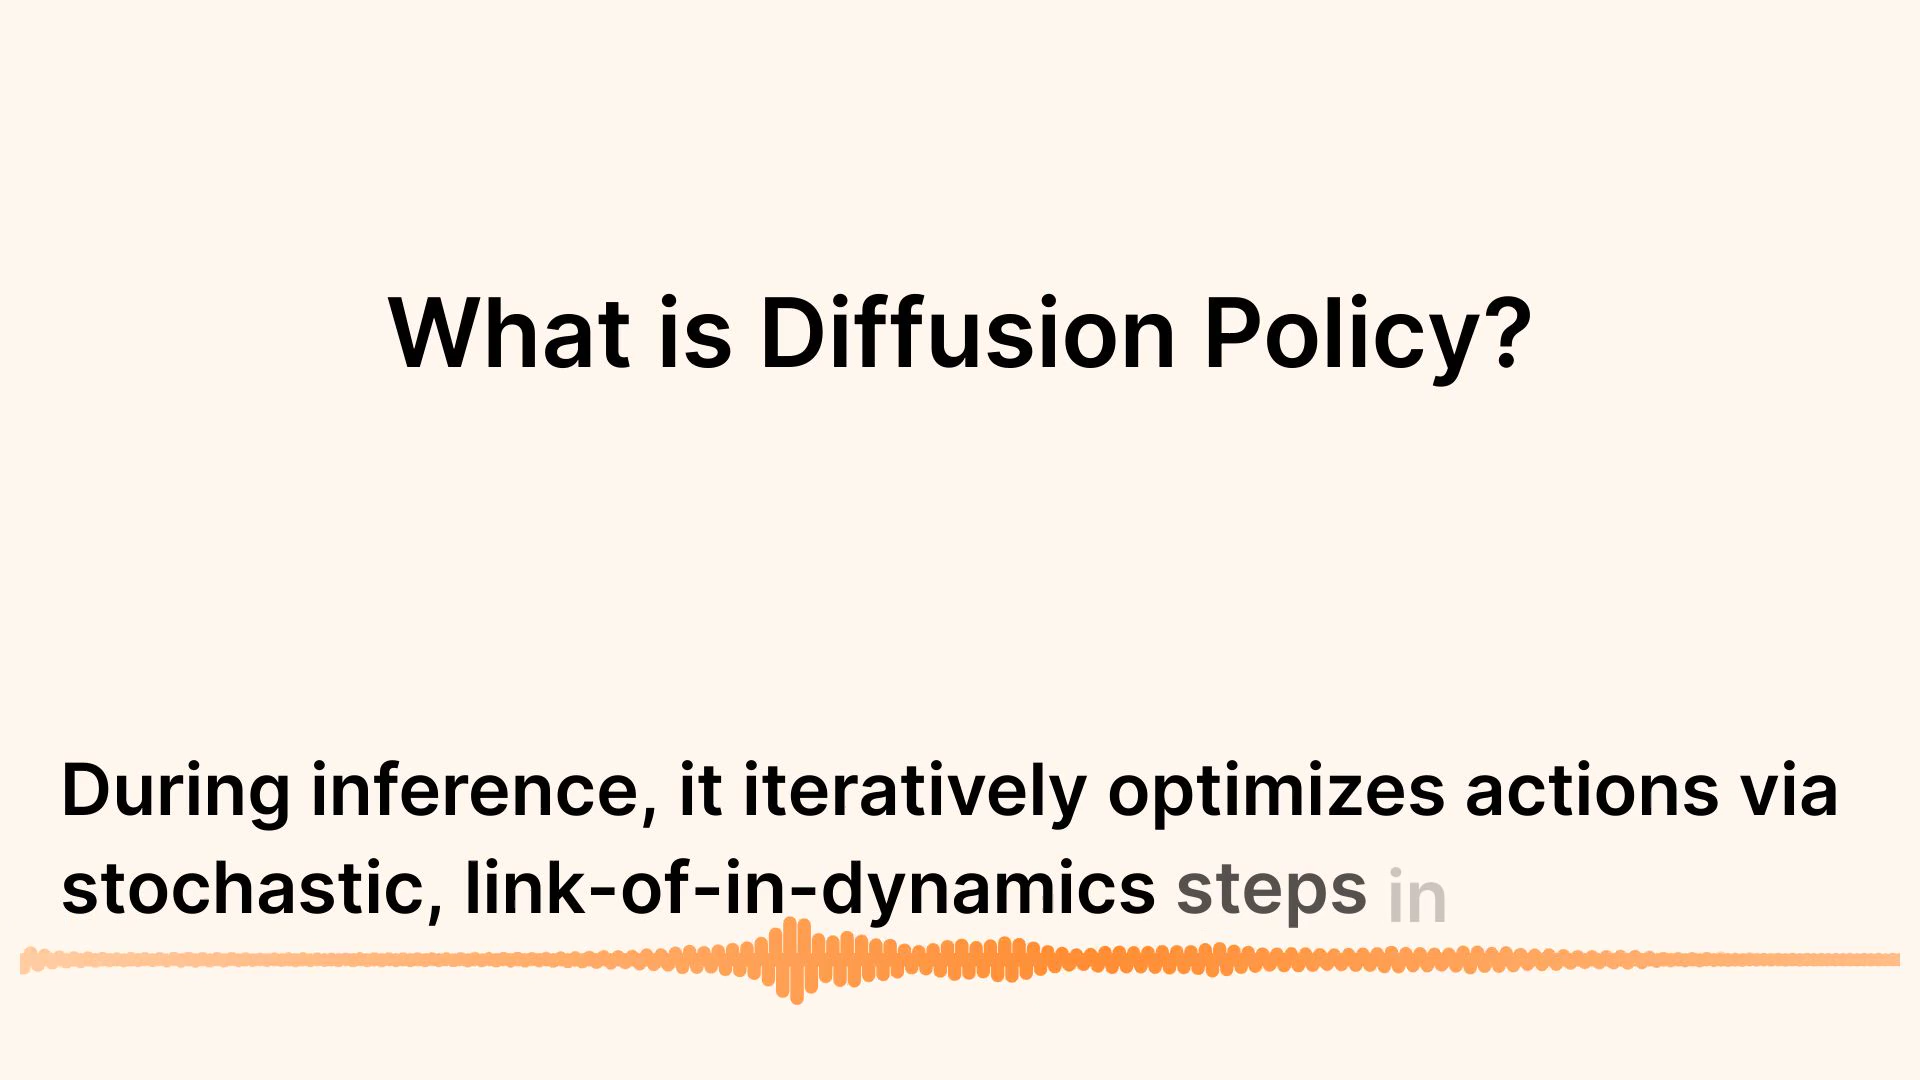 What is Diffusion Policy?
During inference, it iteratively optimizes actions via
stochastic, link-of-in-dynamics steps in